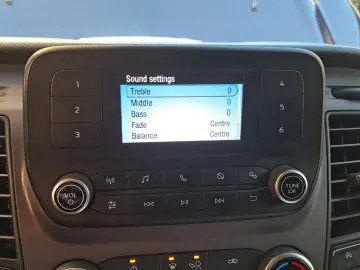 Sound settings
1
Treble 0
4
Middle 0
2
Bass 0
5
Fade Centre
3
Balance Centre
6
VOL
TUNE
OK